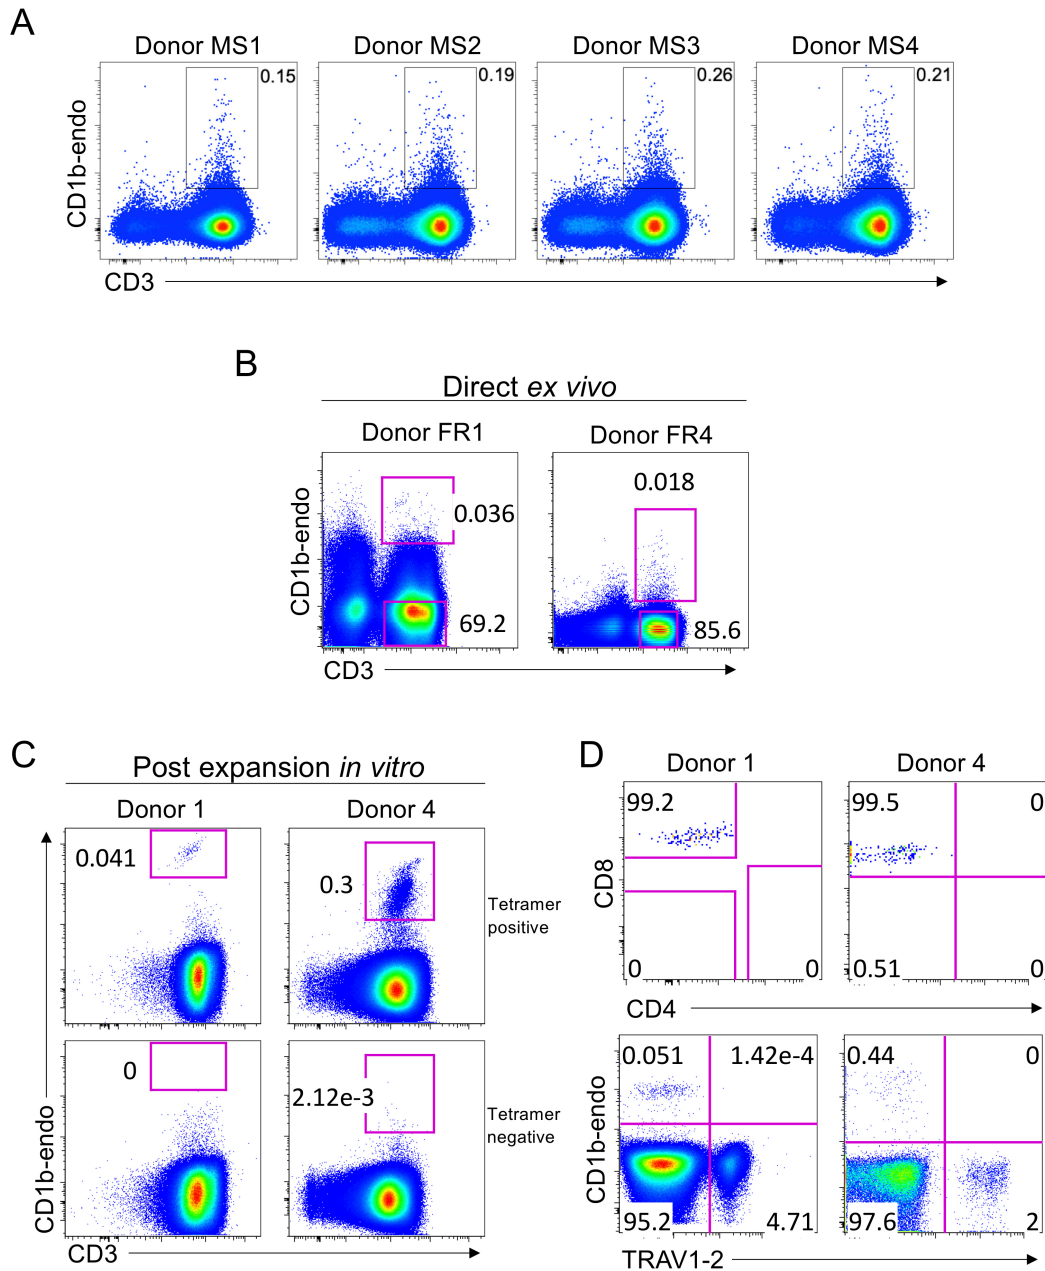 A
Donor MS1 Donor MS2 Donor MS3 Donor MS4
0.15 0.19 0.26 0.21
CD1b-endo
CD3
B
Direct ex vivo
Donor FR1 Donor FR4
0.018
0.036
CD1b-endo
69.2 85.6
CD3
C
Post expansion in vitro
Donor 1 Donor 4
0.041
0.3
Tetramer
positive
0
2.12e-3
Tetramer
negative
CD1b-endo
CD3
D
Donor 1 Donor 4
99.2 99.5 0
CD8
0 0 0.51 0
CD4
0.051 1.42e-4 0.44 0
CD1b-endo
95.2 4.71 97.6 2
TRAV1-2